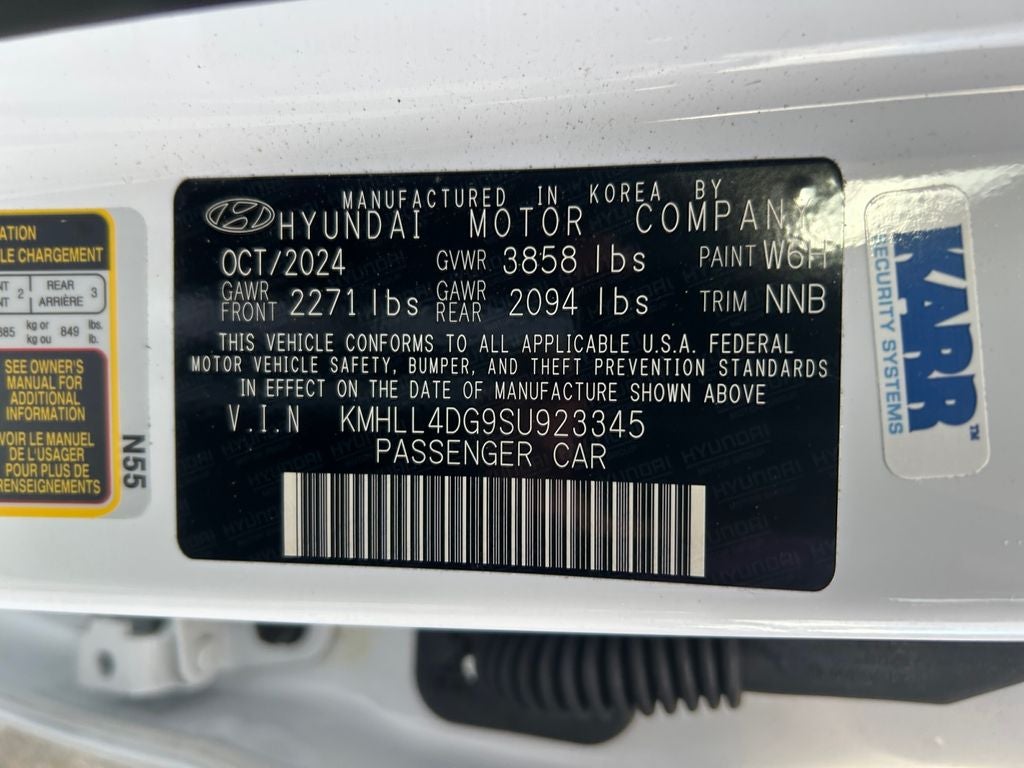 MANUFACTURED IN KOREA BY
HYUNDAI MOTOR COMPANY
OCT/2024 GVWR 3858 lbs PAINT W6H
GAWR FRONT 2271 lbs GAWR REAR 2094 lbs TRIM NNB
THIS VEHICLE CONFORMS TO ALL APPLICABLE U.S.A. FEDERAL
MOTOR VEHICLE SAFETY, BUMPER, AND THEFT PREVENTION STANDARDS
IN EFFECT ON THE DATE OF MANUFACTURE SHOWN ABOVE
V.I.N KMHLL4DG9SU923345
PASSENGER CAR
CHARGEMENT
2 REAR ARRIÈRE 3
kg or kg ou 849 lbs. lb.
SEE OWNER'S
MANUAL FOR
ADDITIONAL
INFORMATION
VOIR LE MANUEL
DE L'USAGER
POUR PLUS DE
RENSEIGNEMENTS
N55
KARR™
SECURITY SYSTEMS